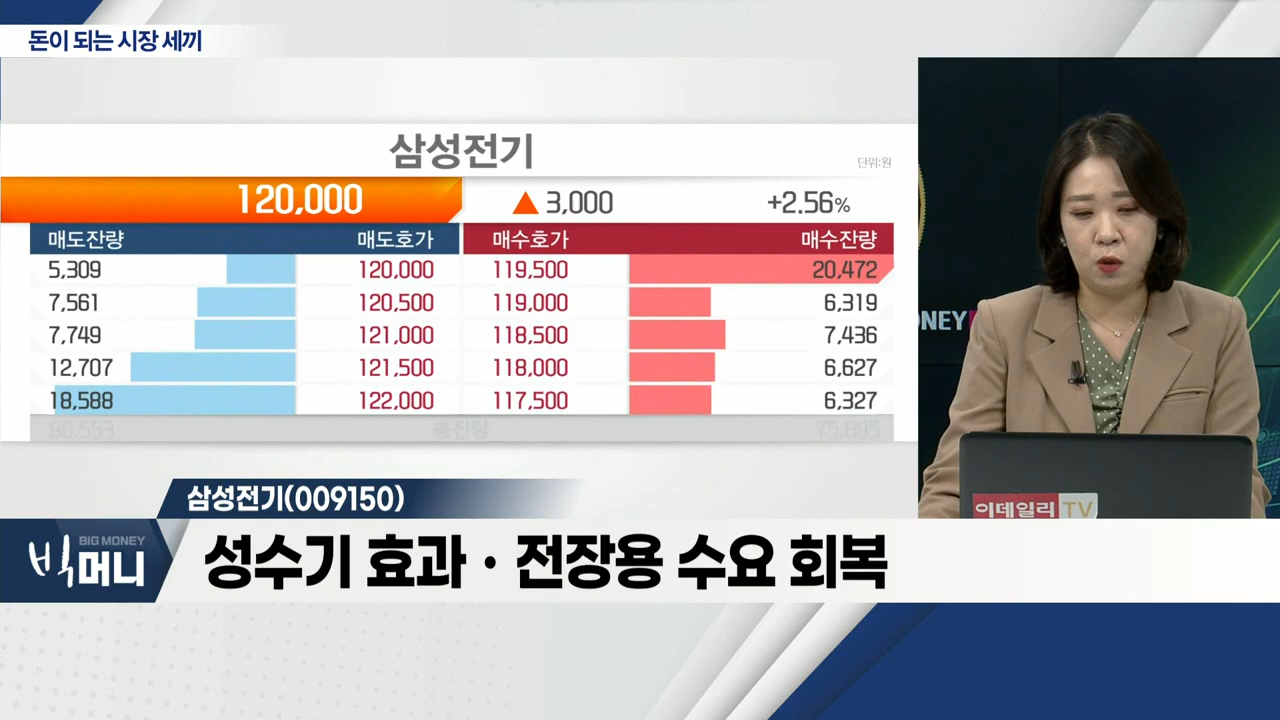 돈이 되는 시장 세끼
삼성전기
단위:원
120,000 ▲ 3,000 +2.56%
매도잔량 매도호가 매수호가 매수잔량
5,309 120,000 119,500 20,472
7,561 120,500 119,000 6,319
7,749 121,000 118,500 7,436
12,707 121,500 118,000 6,627
18,588 122,000 117,500 6,327
총잔량
이데일리 TV
삼성전기(009150)
BIG MONEY
빅머니
성수기 효과·전장용 수요 회복